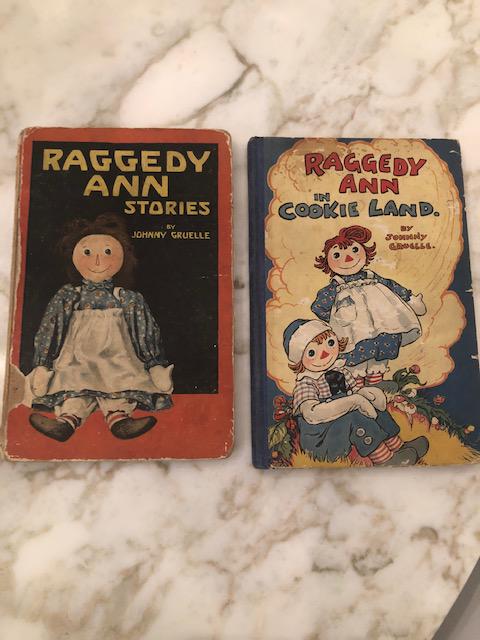 RAGGEDY
ANN
STORIES
BY
JOHNNY GRUELLE
RAGGEDY
ANN
IN
COOKIE LAND.
BY
JOHNNY
GRUELLE.